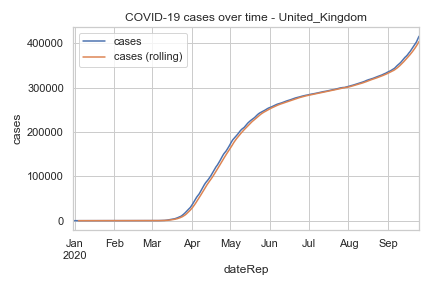 COVID-19 cases over time - United_Kingdom
cases
cases (rolling)
400000
300000
200000
100000
0
cases
Jan Feb Mar Apr May Jun Jul Aug Sep
2020
dateRep